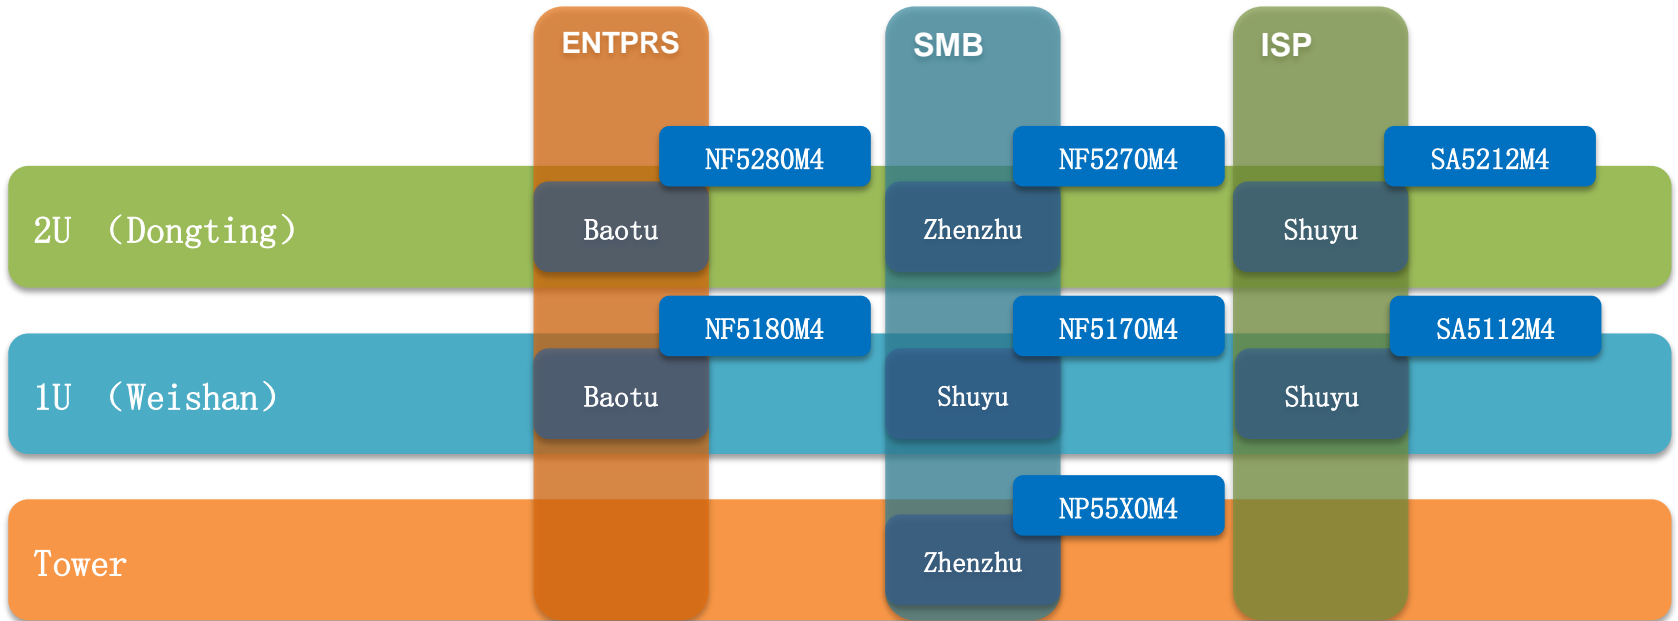 ENTPRS
SMB
ISP
NF5280M4
NF5270M4
SA5212M4
2U （Dongting）
Baotu
Zhenzhu
Shuyu
NF5180M4
NF5170M4
SA5112M4
1U （Weishan）
Baotu
Shuyu
Shuyu
NP55X0M4
Tower
Zhenzhu